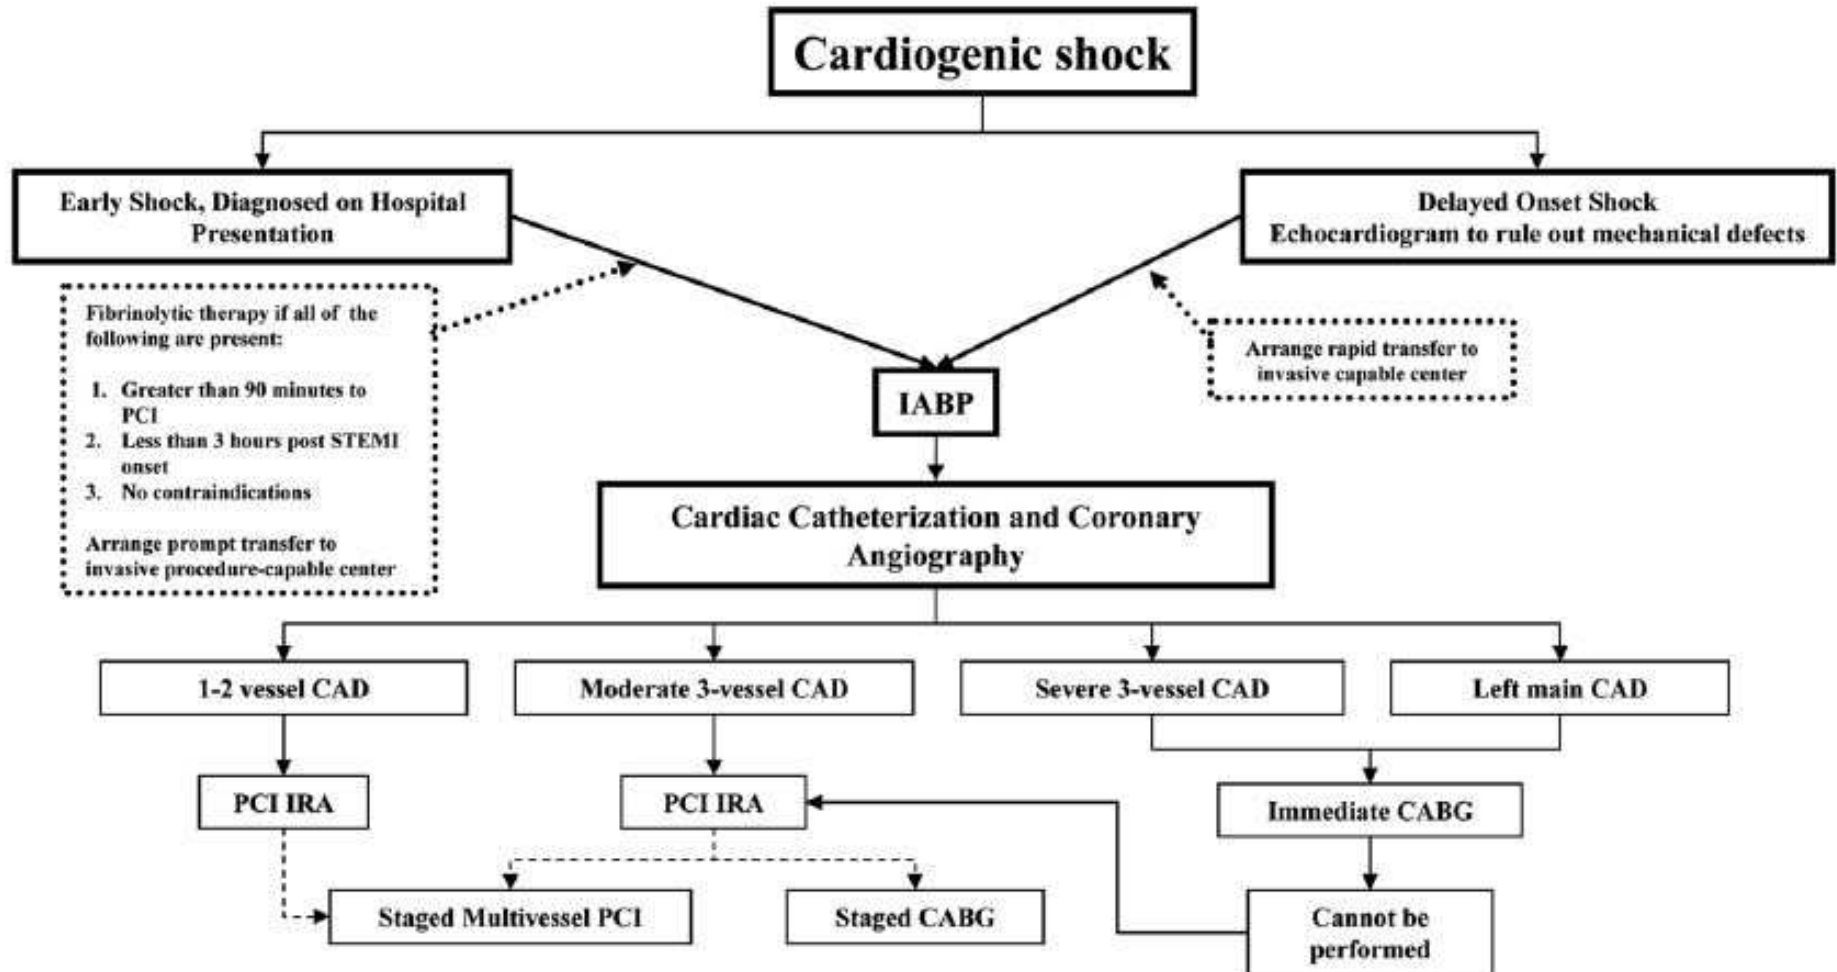 Cardiogenic shock
Early Shock, Diagnosed on Hospital
Presentation
Delayed Onset Shock
Echocardiogram to rule out mechanical defects
Fibrinolytic therapy if all of the
following are present:
1. Greater than 90 minutes to
PCI
2. Less than 3 hours post STEMI
onset
3. No contraindications
Arrange prompt transfer to
invasive procedure-capable center
Arrange rapid transfer to
invasive capable center
IABP
Cardiac Catheterization and Coronary
Angiography
1-2 vessel CAD
Moderate 3-vessel CAD
Severe 3-vessel CAD
Left main CAD
PCI IRA
PCI IRA
Immediate CABG
Staged Multivessel PCI
Staged CABG
Cannot be
performed